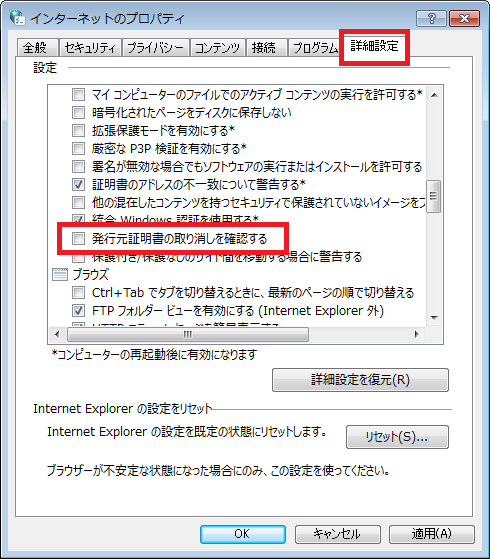 インターネットのプロパティ
全般 セキュリティ プライバシー コンテンツ 接続 プログラム 詳細設定
設定
マイ コンピューターのファイルでのアクティブ コンテンツの実行を許可する*
暗号化されたページをディスクに保存しない
拡張保護モードを有効にする*
厳密な P3P 検証を有効にする*
署名が無効な場合でもソフトウェアの実行またはインストールを許可する
証明書のアドレスの不一致について警告する*
他の混在したコンテンツを持つセキュリティで保護されていないイメージをブ
統合 Windows 認証を使用する*
発行元証明書の取り消しを確認する
保護付き/保護なしのサイト間を移動する場合に警告する
ブラウズ
Ctrl+Tab でタブを切り替えるときに、最新のページの順で切り替える
FTP フォルダー ビューを有効にする (Internet Explorer 外)
*コンピューターの再起動後に有効になります
詳細設定を復元(R)
Internet Explorer の設定をリセット
Internet Explorer の設定を既定の状態にリセットします。
リセット(S)...
ブラウザーが不安定な状態になった場合にのみ、この設定を使ってください。
OK キャンセル 適用(A)